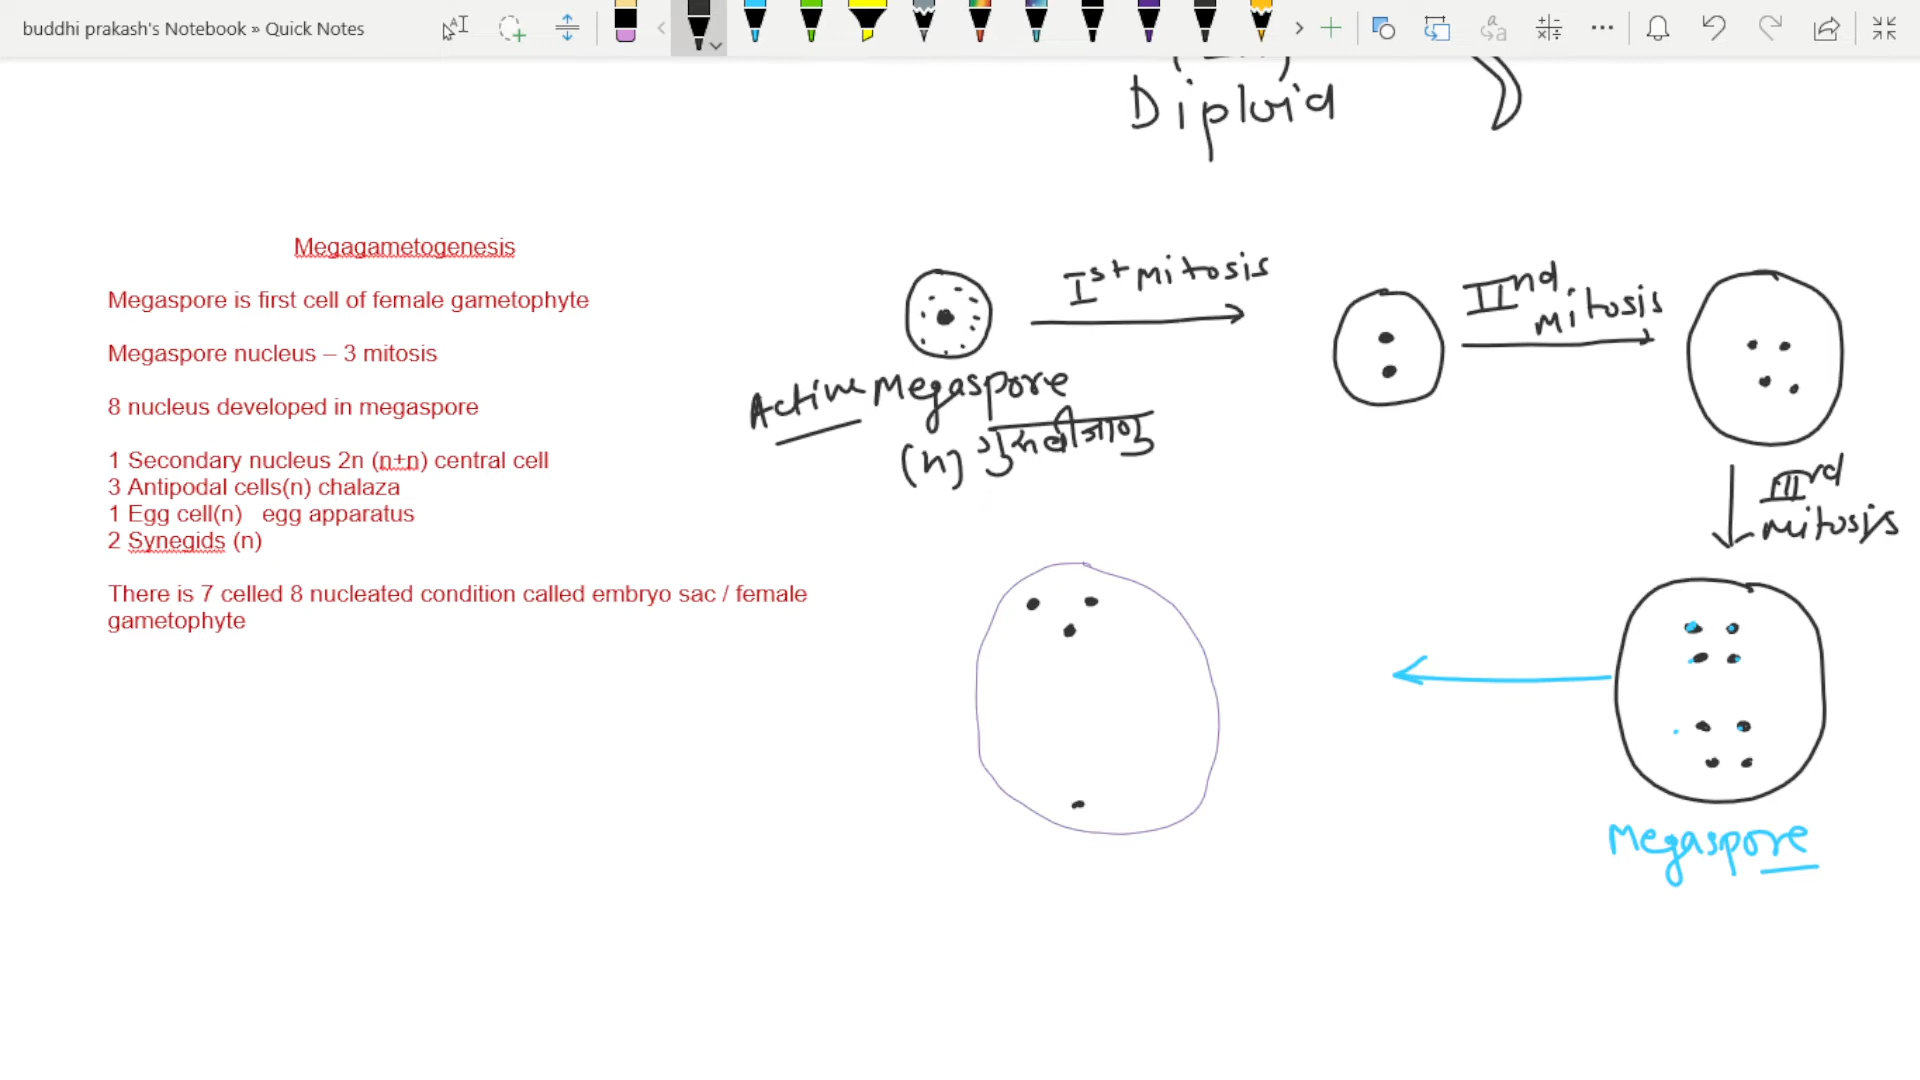 buddhi prakash's Notebook » Quick Notes
Diploid
Megagametogenesis
Megaspore is first cell of female gametophyte
Megaspore nucleus – 3 mitosis
8 nucleus developed in megaspore
1 Secondary nucleus 2n (n+n) central cell
3 Antipodal cells(n) chalaza
1 Egg cell(n) egg apparatus
2 Synegids (n)
There is 7 celled 8 nucleated condition called embryo sac / female
gametophyte
Ist mitosis
IInd
mitosis
Active Megaspore
(n)
IIIrd
mitosis
Megaspore